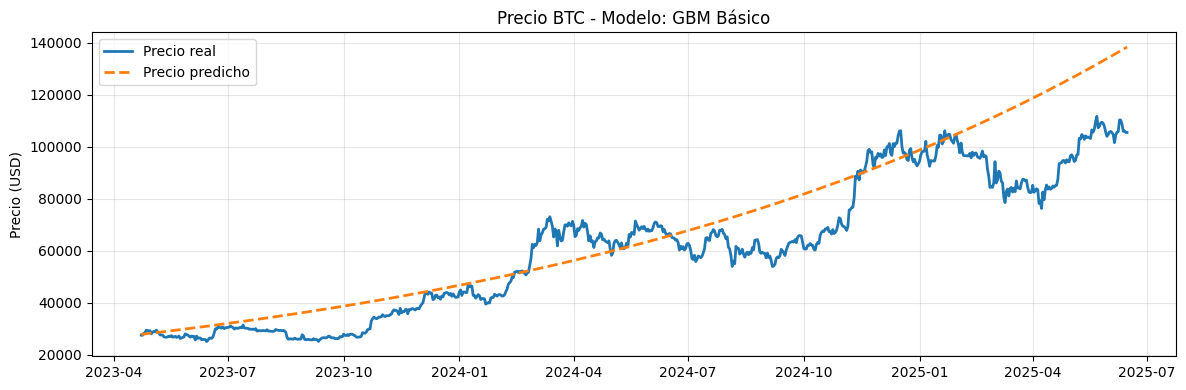 Precio BTC - Modelo: GBM Básico
Precio real
Precio predicho
Precio (USD)
140000
120000
100000
80000
60000
40000
20000
2023-04 2023-07 2023-10 2024-01 2024-04 2024-07 2024-10 2025-01 2025-04 2025-07